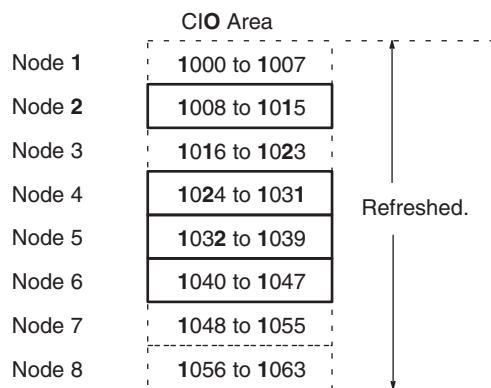 CIO Area
Node 1 1000 to 1007
Node 2 1008 to 1015
Node 3 1016 to 1023
Node 4 1024 to 1031
Refreshed.
Node 5 1032 to 1039
Node 6 1040 to 1047
Node 7 1048 to 1055
Node 8 1056 to 1063